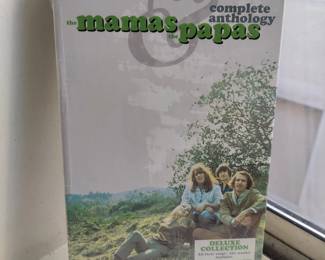 complete
the mamas anthology
& the papas
DELUXE
COLLECTION